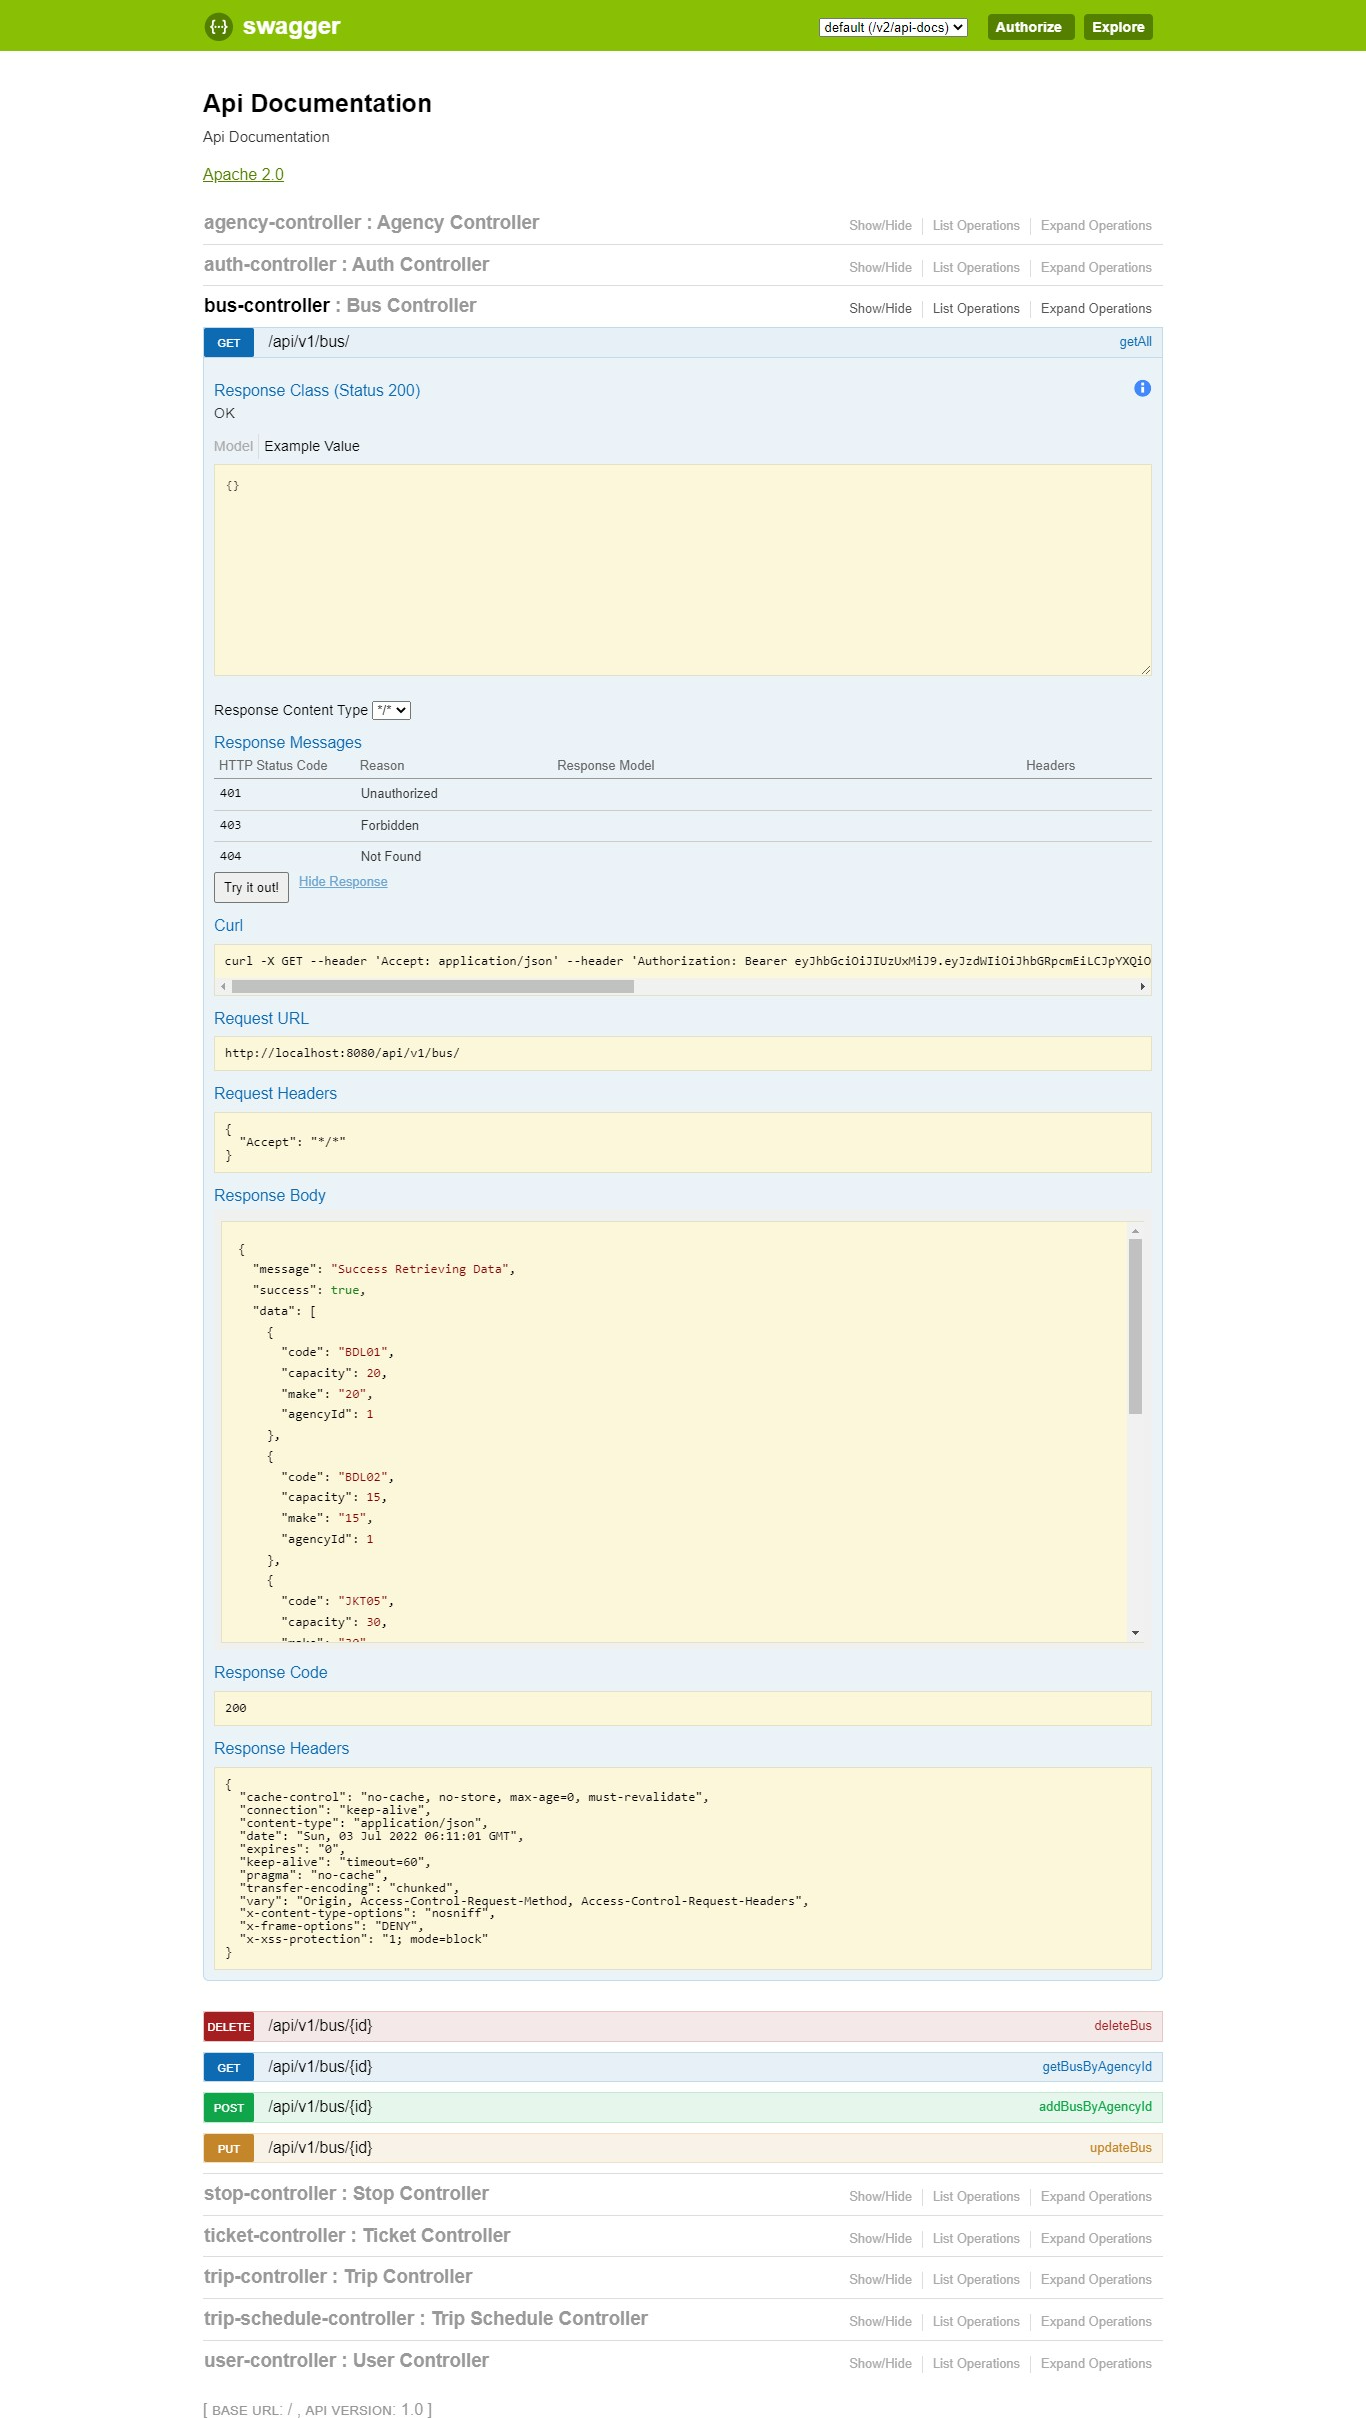 {···} swagger default (/v2/api-docs) Authorize Explore
Api Documentation
Api Documentation
Apache 2.0
agency-controller : Agency Controller Show/Hide List Operations Expand Operations
auth-controller : Auth Controller Show/Hide List Operations Expand Operations
bus-controller : Bus Controller Show/Hide List Operations Expand Operations
GET /api/v1/bus/ getAll
Response Class (Status 200)
OK
Model Example Value
{}
Response Content Type */*
Response Messages
HTTP Status Code Reason Response Model Headers
401 Unauthorized
403 Forbidden
404 Not Found
Try it out! Hide Response
Curl
curl -X GET --header 'Accept: application/json' --header 'Authorization: Bearer eyJhbGciOiJIUzUxMiJ9.eyJzdWIiOiJhbGRpcmEiLCJpYXQiO
Request URL
http://localhost:8080/api/v1/bus/
Request Headers
{
  "Accept": "*/*"
}
Response Body
{
  "message": "Success Retrieving Data",
  "success": true,
  "data": [
    {
      "code": "BDL01",
      "capacity": 20,
      "make": "20",
      "agencyId": 1
    },
    {
      "code": "BDL02",
      "capacity": 15,
      "make": "15",
      "agencyId": 1
    },
    {
      "code": "JKT05",
      "capacity": 30,
Response Code
200
Response Headers
{
  "cache-control": "no-cache, no-store, max-age=0, must-revalidate",
  "connection": "keep-alive",
  "content-type": "application/json",
  "date": "Sun, 03 Jul 2022 06:11:01 GMT",
  "expires": "0",
  "keep-alive": "timeout=60",
  "pragma": "no-cache",
  "transfer-encoding": "chunked",
  "vary": "Origin, Access-Control-Request-Method, Access-Control-Request-Headers",
  "x-content-type-options": "nosniff",
  "x-frame-options": "DENY",
  "x-xss-protection": "1; mode=block"
}
DELETE /api/v1/bus/{id} deleteBus
GET /api/v1/bus/{id} getBusByAgencyId
POST /api/v1/bus/{id} addBusByAgencyId
PUT /api/v1/bus/{id} updateBus
stop-controller : Stop Controller Show/Hide List Operations Expand Operations
ticket-controller : Ticket Controller Show/Hide List Operations Expand Operations
trip-controller : Trip Controller Show/Hide List Operations Expand Operations
trip-schedule-controller : Trip Schedule Controller Show/Hide List Operations Expand Operations
user-controller : User Controller Show/Hide List Operations Expand Operations
[ BASE URL: / , API VERSION: 1.0 ]